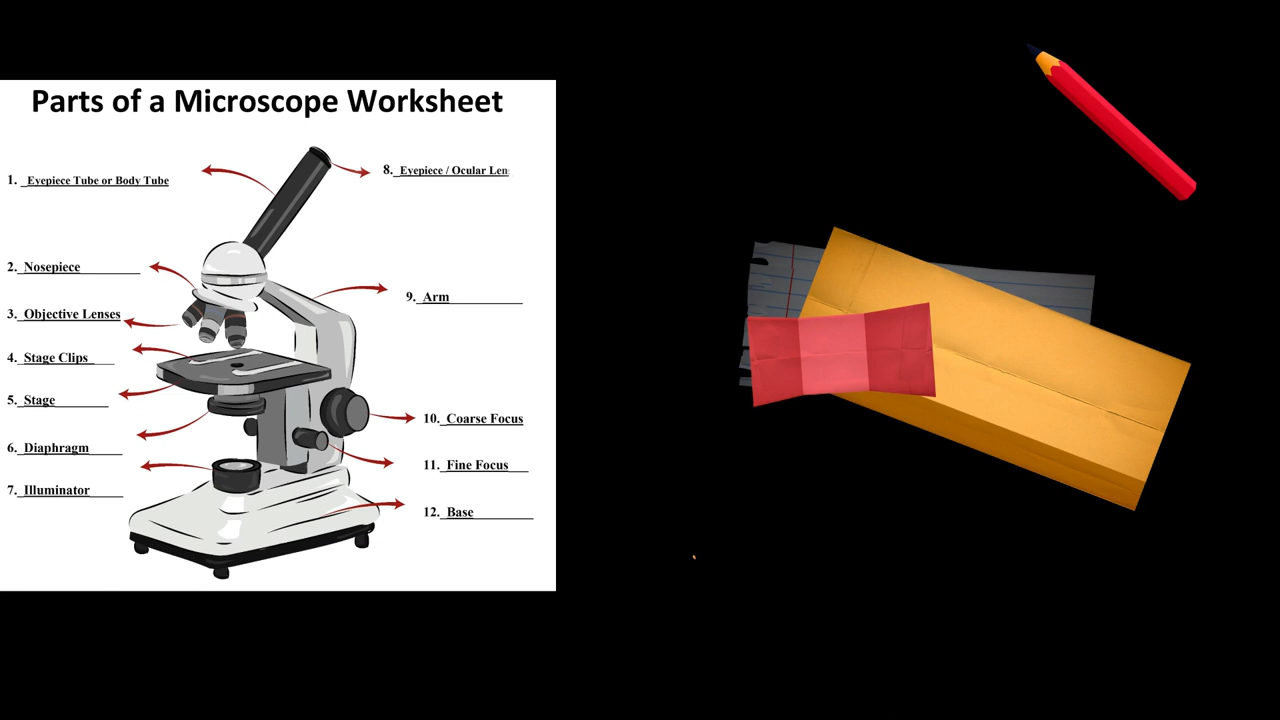 Parts of a Microscope Worksheet
1. Eyepiece Tube or Body Tube
8. Eyepiece / Ocular Len
2. Nosepiece
9. Arm
3. Objective Lenses
4. Stage Clips
5. Stage
10. Coarse Focus
6. Diaphragm
11. Fine Focus
7. Illuminator
12. Base